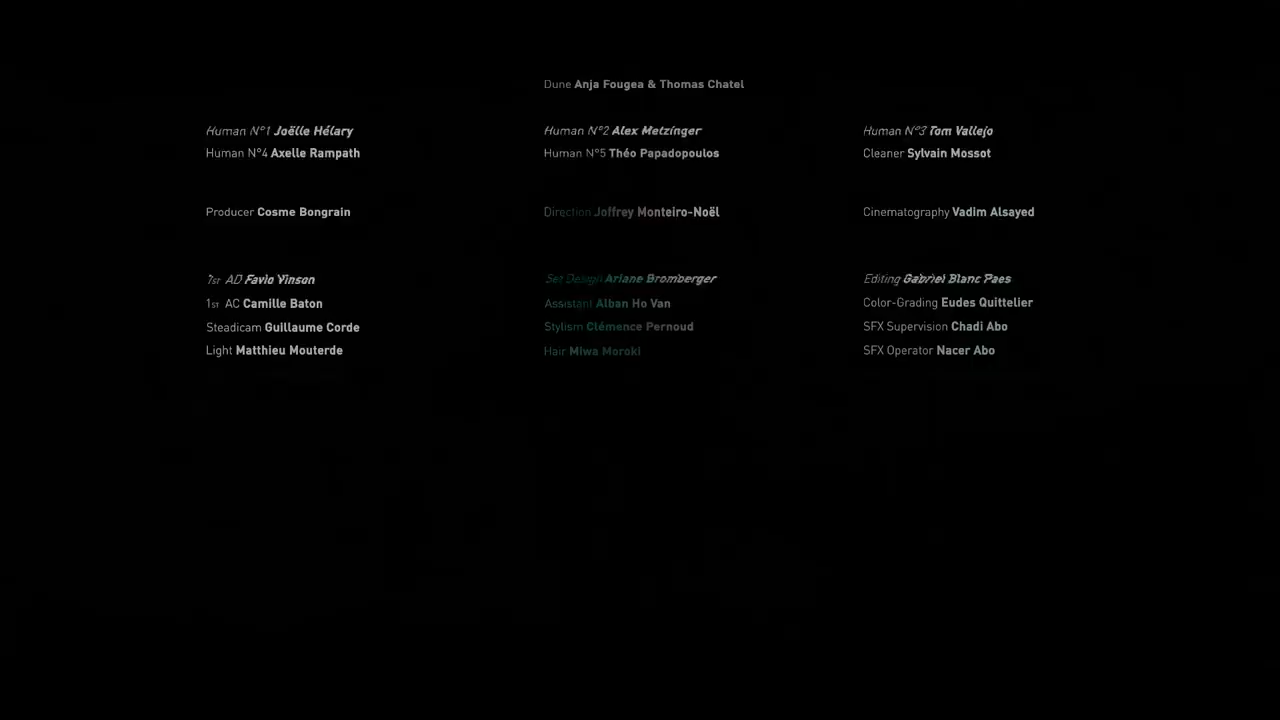 Dune Anja Fougea & Thomas Chatel
Human N°1 Joëlle Hélary
Human N°2 Alex Metzinger
Human N°3 Tom Vallejo
Human N°4 Axelle Rampath
Human N°5 Théo Papadopoulos
Cleaner Sylvain Mossot
Producer Cosme Bongrain
Direction Joffrey Monteiro-Noël
Cinematography Vadim Alsayed
1st AD Favio Vinson
Set Design Ariane Bromberger
Editing Gabriel Blanc Paes
1st AC Camille Baton
Assistant Alban Ho Van
Color-Grading Eudes Quittelier
Steadicam Guillaume Corde
Stylism Clémence Pernoud
SFX Supervision Chadi Abo
Light Matthieu Mouterde
Hair Miwa Moroki
SFX Operator Nacer Abo